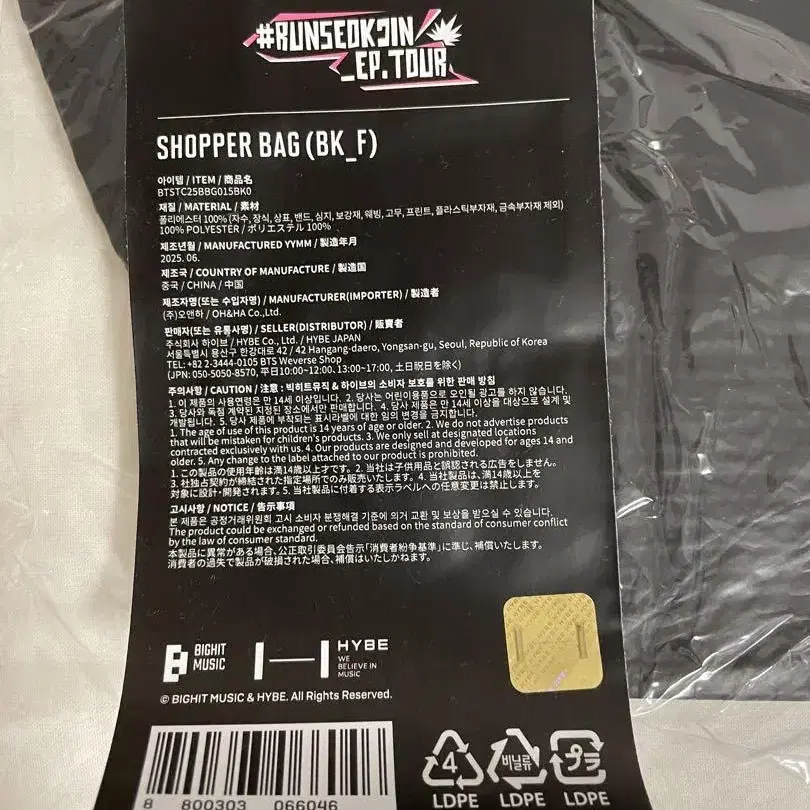 #RUNSEOKJIN
_EP.TOUR
SHOPPER BAG (BK_F)
아이템 / ITEM / 商品名
BTSTC25BBG015BK0
재질 / MATERIAL / 素材
폴리에스터 100% (자수, 장식, 상표, 밴드, 심지, 보강재, 웨빙, 고무, 프린트, 플라스틱부자재, 금속부자재 제외)
100% POLYESTER / ポリエステル 100%
제조년월 / MANUFACTURED YYMM / 製造年月
2025. 06.
제조국 / COUNTRY OF MANUFACTURE / 製造国
중국 / CHINA / 中国
제조자명(또는 수입자명) / MANUFACTURER(IMPORTER) / 製造者
(주)오앤하 / OH&HA Co.,Ltd.
판매자(또는 유통사명) / SELLER(DISTRIBUTOR) / 販賣者
주식회사 하이브 / HYBE Co., Ltd. / HYBE JAPAN
서울특별시 용산구 한강대로 42 / 42 Hangang-daero, Yongsan-gu, Seoul, Republic of Korea
TEL: +82 2-3444-0105 BTS Weverse Shop
(JPN: 050-5050-8570, 平日10:00~12:00. 13:00~17:00, 土日祝日を除く)
주의사항 / CAUTION / 注意 : 빅히트뮤직 & 하이브의 소비자 보호를 위한 판매 방침
1. 이 제품의 사용연령은 만 14세 이상입니다. 2. 당사는 어린이용품으로 오인될 광고를 하지 않습니다.
3. 당사와 독점 계약된 지정된 장소에서만 판매합니다. 4. 당사 제품은 만 14세 이상을 대상으로 설계 및
개발됩니다. 5. 당사 제품에 부착되는 표시라벨에 대한 임의 변경을 금지합니다.
1. The age of use of this product is 14 years of age or older. 2. We do not advertise products
that will be mistaken for children's products. 3. We only sell at designated locations
contracted exclusively with us. 4. Our products are designed and developed for ages 14 and
older. 5. Any change to the label attached to our product is prohibited.
1. この製品の使用年齢は満14歳以上才です。2. 当社は子供用品と誤認される広告をしません。
3. 当社独占契約が締結された指定場所でのみ販売いたします。4. 当社製品は、満14歳以上を
対象に設計・開発されます。5. 当社製品に付着する表示ラベルへの任意変更は禁止します。
고시사항 / NOTICE / 告示事項
본 제품은 공정거래위원회 고시 소비자 분쟁해결 기준에 의거 교환 및 보상을 받으실 수 있습니다.
The product could be exchanged or refunded based on the standard of consumer conflict
by the law of consumer standard.
本製品に異常がある場合、公正取引委員会告示「消費者紛争基準」に準じ、補償いたします。
消費者の過失で製品が破損された場合、補償はいたしかねます。
BIGHIT
MUSIC
HYBE
WE
BELIEVE IN
MUSIC
© BIGHIT MUSIC & HYBE. All Rights Reserved.
8 800303 066046
4
비닐류
プラ
LDPE
LDPE
LDPE